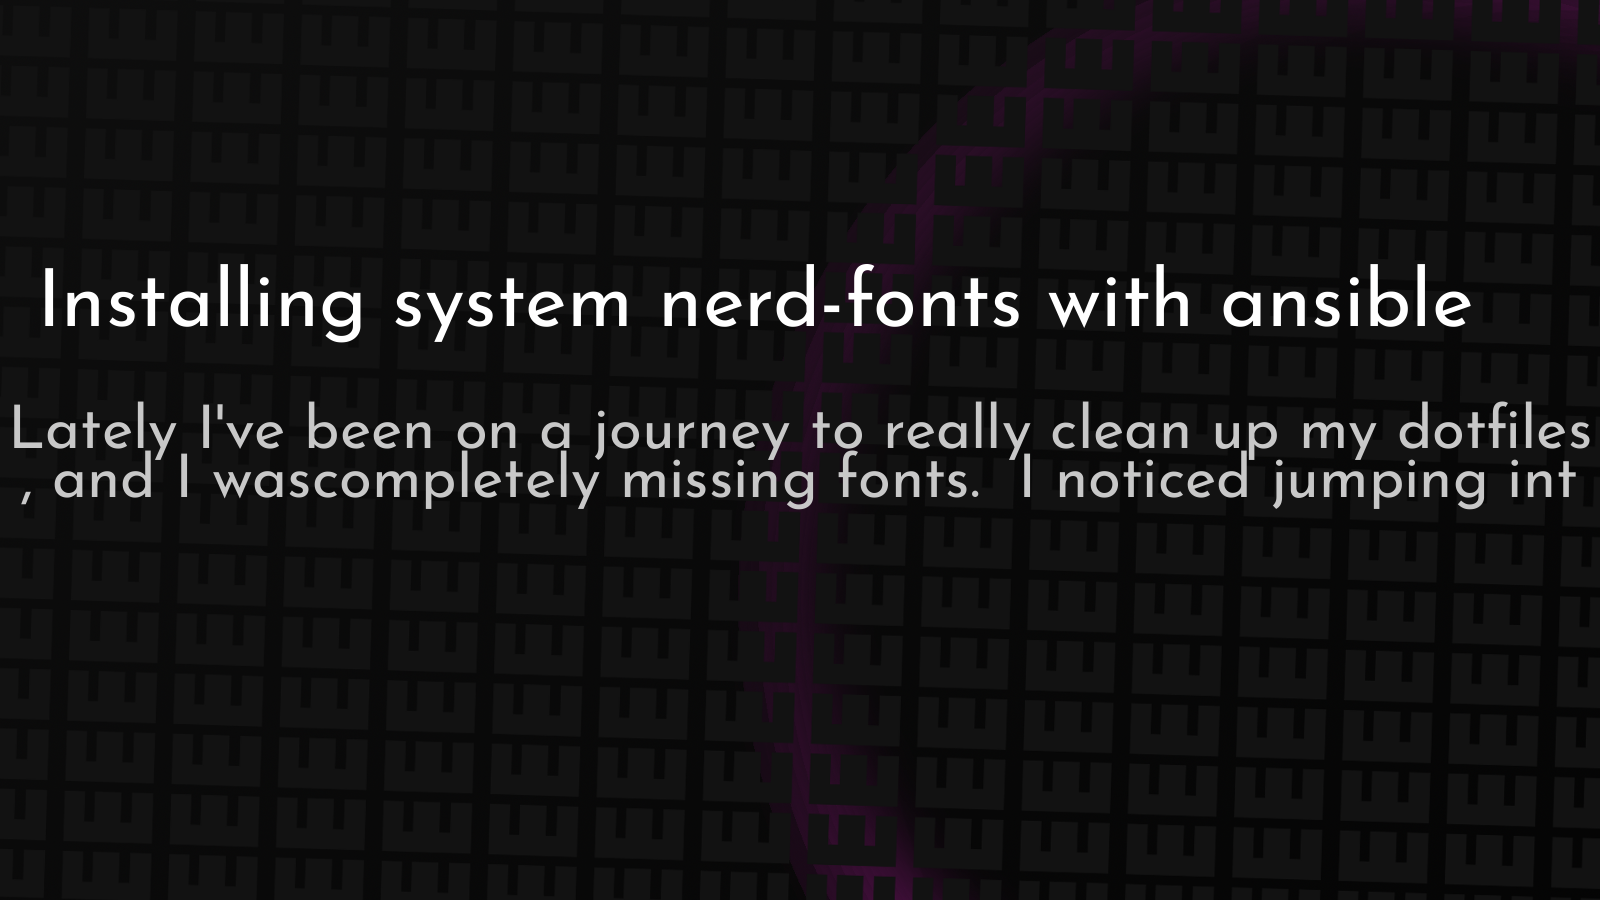 Installing system nerd-fonts with ansible
Lately I've been on a journey to really clean up my dotfiles
, and I wascompletely missing fonts.  I noticed jumping int